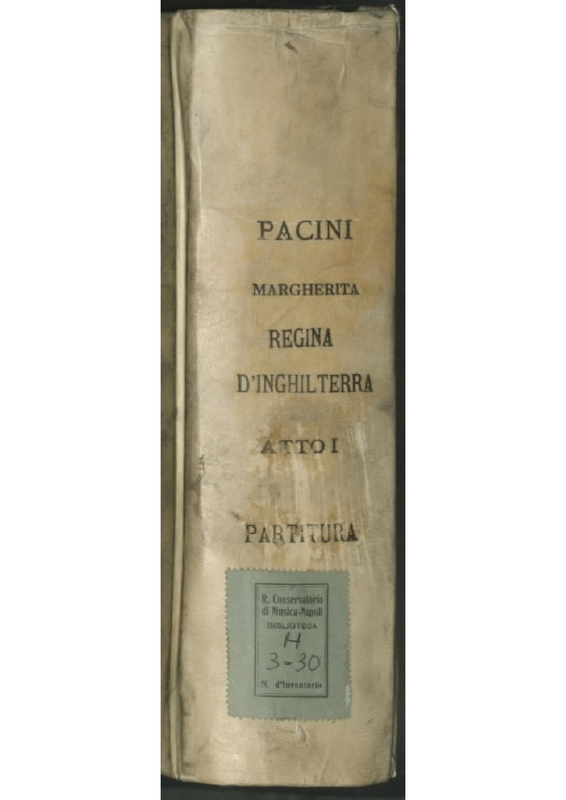 PACINI
MARGHERITA
REGINA
D'INGHILTERRA
ATTO I
PARTITURA
R. Conservatorio
di Musica-Napoli
BIBLIOTECA
H
3-30
N. d'Inventario